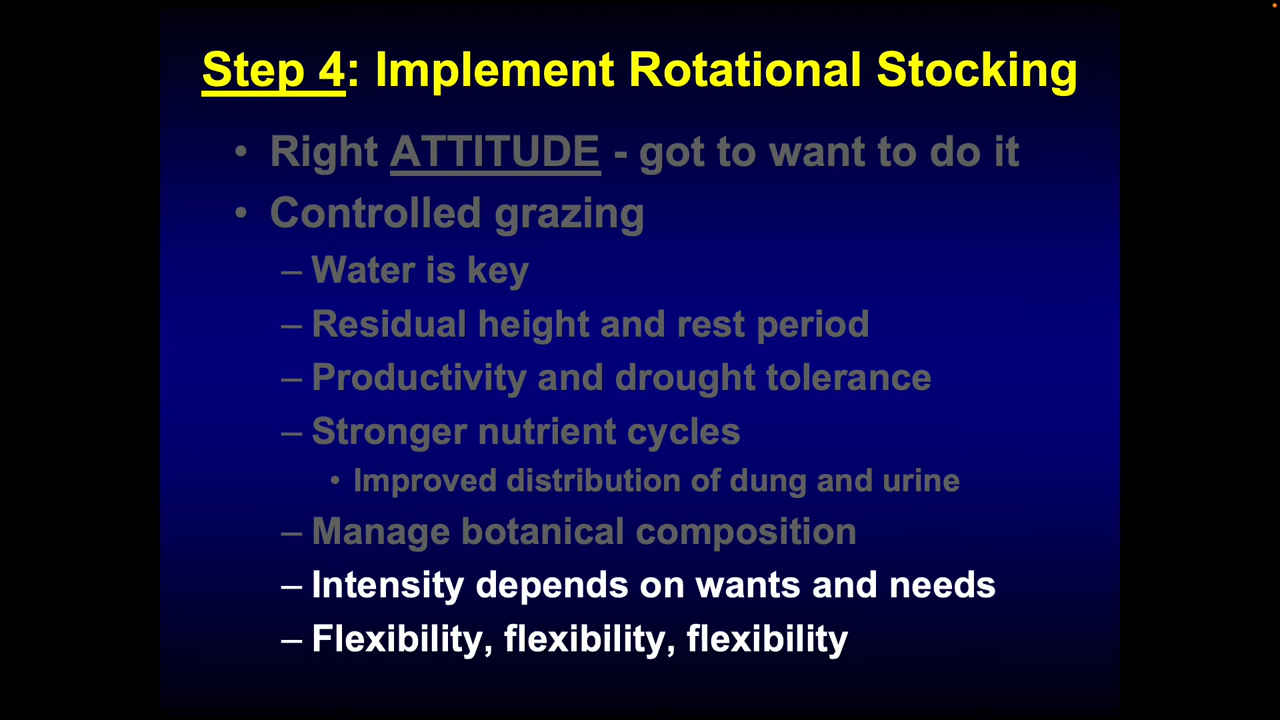 Step 4: Implement Rotational Stocking
• Right ATTITUDE - got to want to do it
• Controlled grazing
– Water is key
– Residual height and rest period
– Productivity and drought tolerance
– Stronger nutrient cycles
• Improved distribution of dung and urine
– Manage botanical composition
– Intensity depends on wants and needs
– Flexibility, flexibility, flexibility